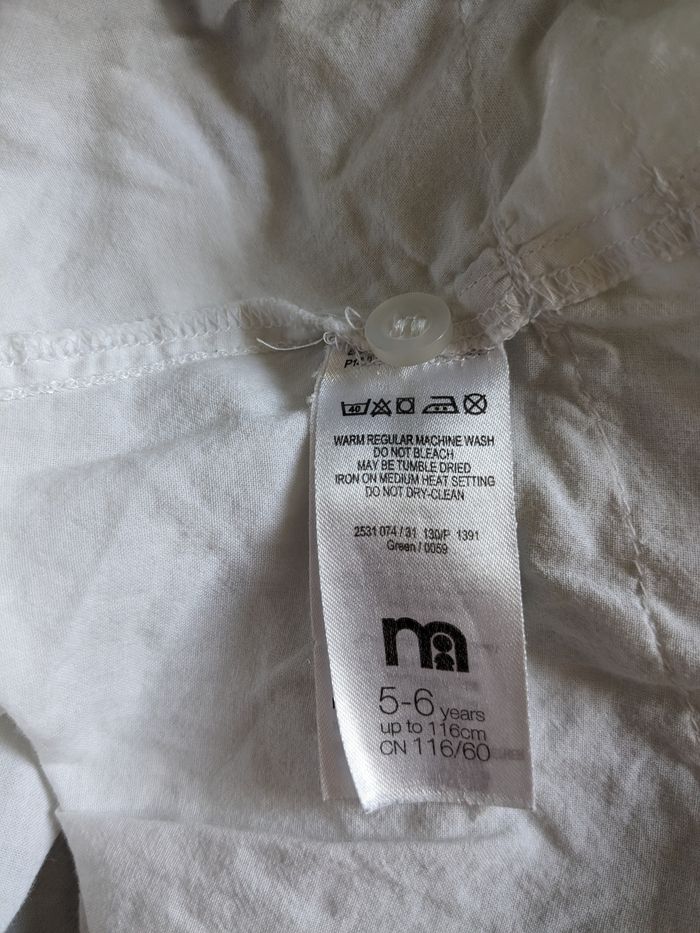 40
WARM REGULAR MACHINE WASH
DO NOT BLEACH
MAY BE TUMBLE DRIED
IRON ON MEDIUM HEAT SETTING
DO NOT DRY-CLEAN
2531 074 / 31 130/P 1391
Green / 0059
m
5-6 years
up to 116cm
CN 116/60